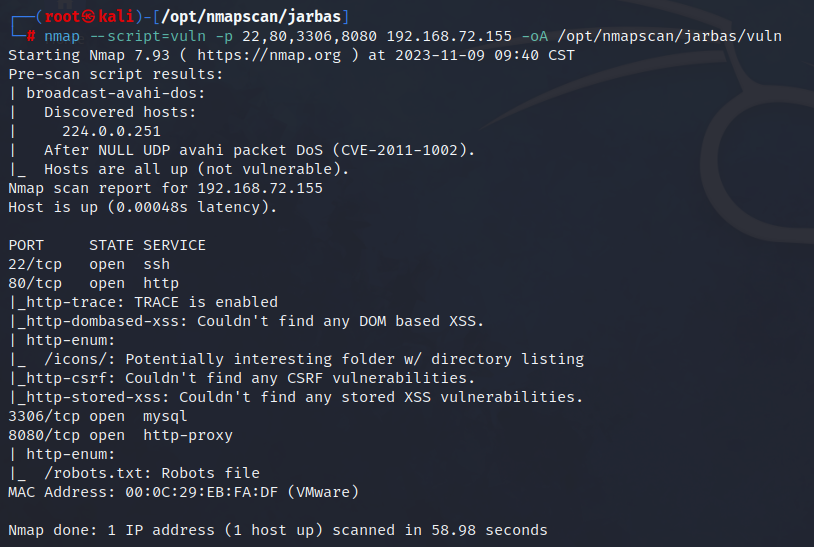 ┌──(root㉿kali)-[/opt/nmapscan/jarbas]
└─# nmap --script=vuln -p 22,80,3306,8080 192.168.72.155 -oA /opt/nmapscan/jarbas/vuln
Starting Nmap 7.93 ( https://nmap.org ) at 2023-11-09 09:40 CST
Pre-scan script results:
| broadcast-avahi-dos:
|   Discovered hosts:
|     224.0.0.251
|   After NULL UDP avahi packet DoS (CVE-2011-1002).
|_  Hosts are all up (not vulnerable).
Nmap scan report for 192.168.72.155
Host is up (0.00048s latency).

PORT     STATE SERVICE
22/tcp   open  ssh
80/tcp   open  http
|_http-trace: TRACE is enabled
|_http-dombased-xss: Couldn't find any DOM based XSS.
| http-enum:
|_  /icons/: Potentially interesting folder w/ directory listing
|_http-csrf: Couldn't find any CSRF vulnerabilities.
|_http-stored-xss: Couldn't find any stored XSS vulnerabilities.
3306/tcp open  mysql
8080/tcp open  http-proxy
| http-enum:
|_  /robots.txt: Robots file
MAC Address: 00:0C:29:EB:FA:DF (VMware)

Nmap done: 1 IP address (1 host up) scanned in 58.98 seconds